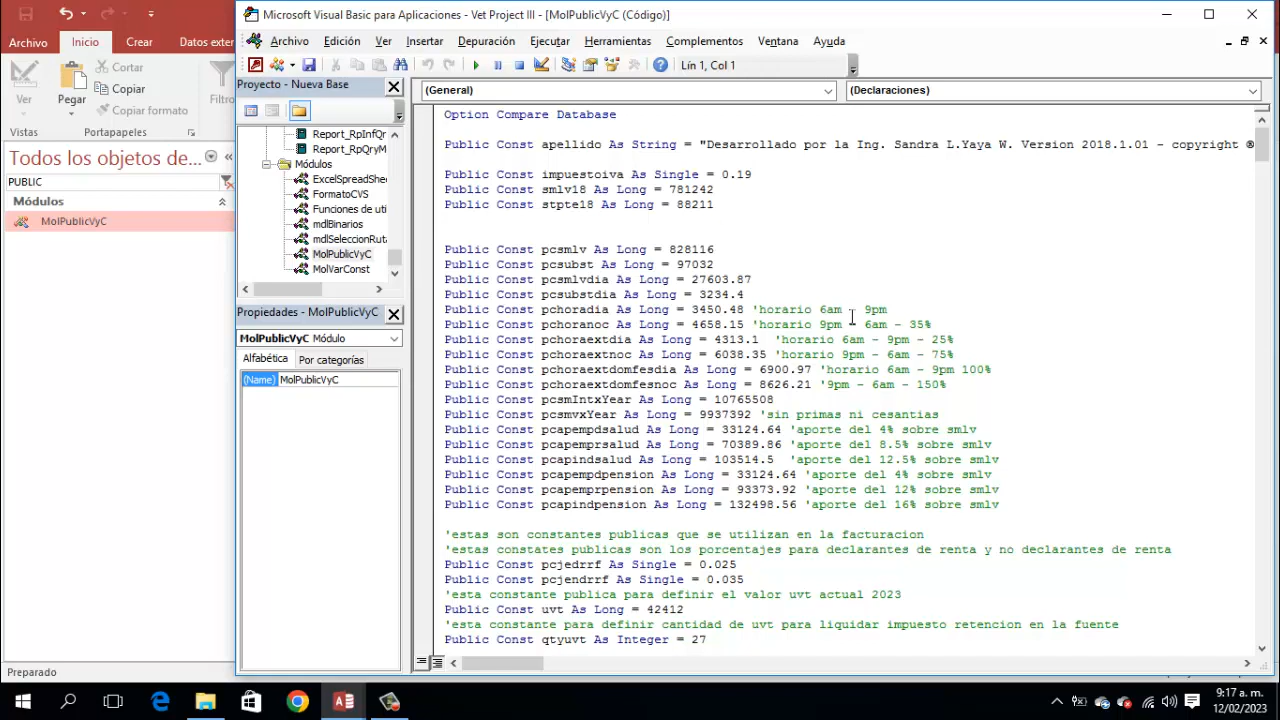 Microsoft Visual Basic para Aplicaciones - Vet Project III - [MolPublicVyC (Código)]
Archivo Inicio Crear Datos exter
Archivo Edición Ver Insertar Depuración Ejecutar Herramientas Complementos Ventana Ayuda
Lín 1, Col 1
Ver
Pegar
Cortar
Copiar
Copiar formato
Filtro
Vistas
Portapapeles
Todos los objetos de...
PUBLIC
Módulos
MolPublicVyC
Proyecto - Nueva Base
Report_RpInfQr
Report_RpQryM
Módulos
ExcelSpreadShe
FormatoCVS
Funciones de uti
mdlBinarios
mdlSeleccionRuta
MolPublicVyC
MolVarConst
Propiedades - MolPublicVyC
MolPublicVyC Módulo
Alfabética Por categorías
(Name) MolPublicVyC
(General) (Declaraciones)
Option Compare Database
Public Const apellido As String = "Desarrollado por la Ing. Sandra L.Yaya W. Version 2018.1.01 - copyright ®
Public Const impuestoiva As Single = 0.19
Public Const smlv18 As Long = 781242
Public Const stpte18 As Long = 88211
Public Const pcsmlv As Long = 828116
Public Const pcsubst As Long = 97032
Public Const pcsmlvdia As Long = 27603.87
Public Const pcsubstdia As Long = 3234.4
Public Const pchoradia As Long = 3450.48 'horario 6am - 9pm
Public Const pchoranoc As Long = 4658.15 'horario 9pm - 6am - 35%
Public Const pchoraextdia As Long = 4313.1 'horario 6am - 9pm - 25%
Public Const pchoraextnoc As Long = 6038.35 'horario 9pm - 6am - 75%
Public Const pchoraextdomfesdia As Long = 6900.97 'horario 6am - 9pm 100%
Public Const pchoraextdomfesnoc As Long = 8626.21 '9pm - 6am - 150%
Public Const pcsmIntxYear As Long = 10765508
Public Const pcsmvxYear As Long = 9937392 'sin primas ni cesantias
Public Const pcapempdsalud As Long = 33124.64 'aporte del 4% sobre smlv
Public Const pcapemprsalud As Long = 70389.86 'aporte del 8.5% sobre smlv
Public Const pcapindsalud As Long = 103514.5 'aporte del 12.5% sobre smlv
Public Const pcapempdpension As Long = 33124.64 'aporte del 4% sobre smlv
Public Const pcapemprpension As Long = 93373.92 'aporte del 12% sobre smlv
Public Const pcapindpension As Long = 132498.56 'aporte del 16% sobre smlv
'estas son constantes publicas que se utilizan en la facturacion
'estas constates publicas son los porcentajes para declarantes de renta y no declarantes de renta
Public Const pcjedrrf As Single = 0.025
Public Const pcjendrrf As Single = 0.035
'esta constante publica para definir el valor uvt actual 2023
Public Const uvt As Long = 42412
'esta constante para definir cantidad de uvt para liquidar impuesto retencion en la fuente
Public Const qtyuvt As Integer = 27
Preparado
9:17 a. m.
12/02/2023